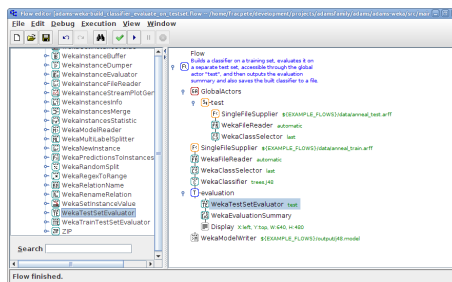 Flow editor [adams-weka-build_classifier_evaluate_on_testset.flow -- /home/fracpete/development/projects/adams/family/adams/adams-weka/src/mai
File Edit Debug Execution View Window
WekaInstanceBuffer
WekaInstanceDumper
WekaInstanceEvaluator
WekaInstanceFileReader
WekaInstanceStreamPlotGen
WekaInstancesInfo
WekaInstancesMerge
WekaInstancesStatistic
WekaModelReader
WekaMultiLabelSplitter
WekaNewInstance
WekaPredictionsToInstances
WekaRandomSplit
WekaRegexToRange
WekaRelationName
WekaRenameRelation
WekaSetInstanceValue
WekaTestSetEvaluator
WekaTrainTestSetEvaluator
ZIP
Search
Flow
Builds a classifier on a training set, evaluates it on
a separate test set, accessible through the global
actor "test", and then outputs the evaluation
summary and also saves the built classifier to a file.
GlobalActors
test
SingleFileSupplier ${EXAMPLE_FLOWS}/data/anneal_test.arff
WekaFileReader automatic
WekaClassSelector last
SingleFileSupplier ${EXAMPLE_FLOWS}/data/anneal_train.arff
WekaFileReader automatic
WekaClassSelector last
WekaClassifier trees/J48
evaluation
WekaTestSetEvaluator test
WekaEvaluationSummary
Display X:left, Y:top, W:640, H:480
WekaModelWriter ${EXAMPLE_FLOWS}/output/j48.model
Flow finished.